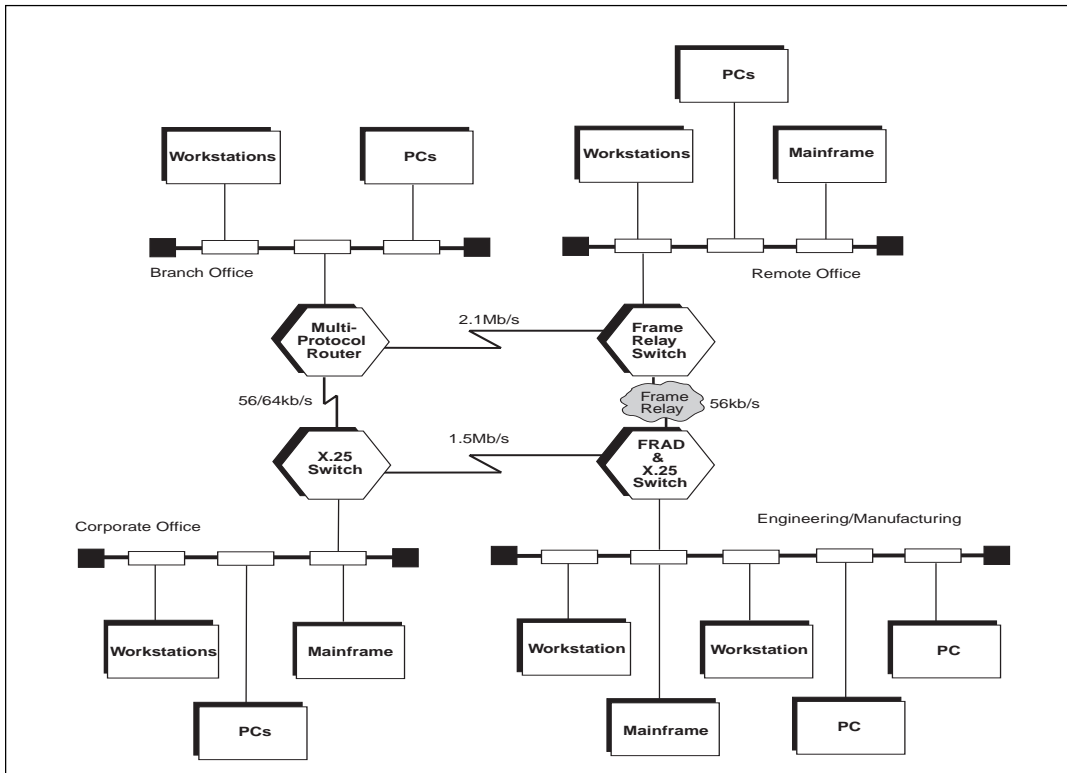 PCs
Workstations
PCs
Workstations
Mainframe
Branch Office
Remote Office
Multi-
Protocol
Router
2.1Mb/s
Frame
Relay
Switch
56/64kb/s
Frame
Relay
56kb/s
X.25
Switch
1.5Mb/s
FRAD
&
X.25
Switch
Corporate Office
Engineering/Manufacturing
Workstations
Mainframe
Workstation
Workstation
PC
PCs
Mainframe
PC